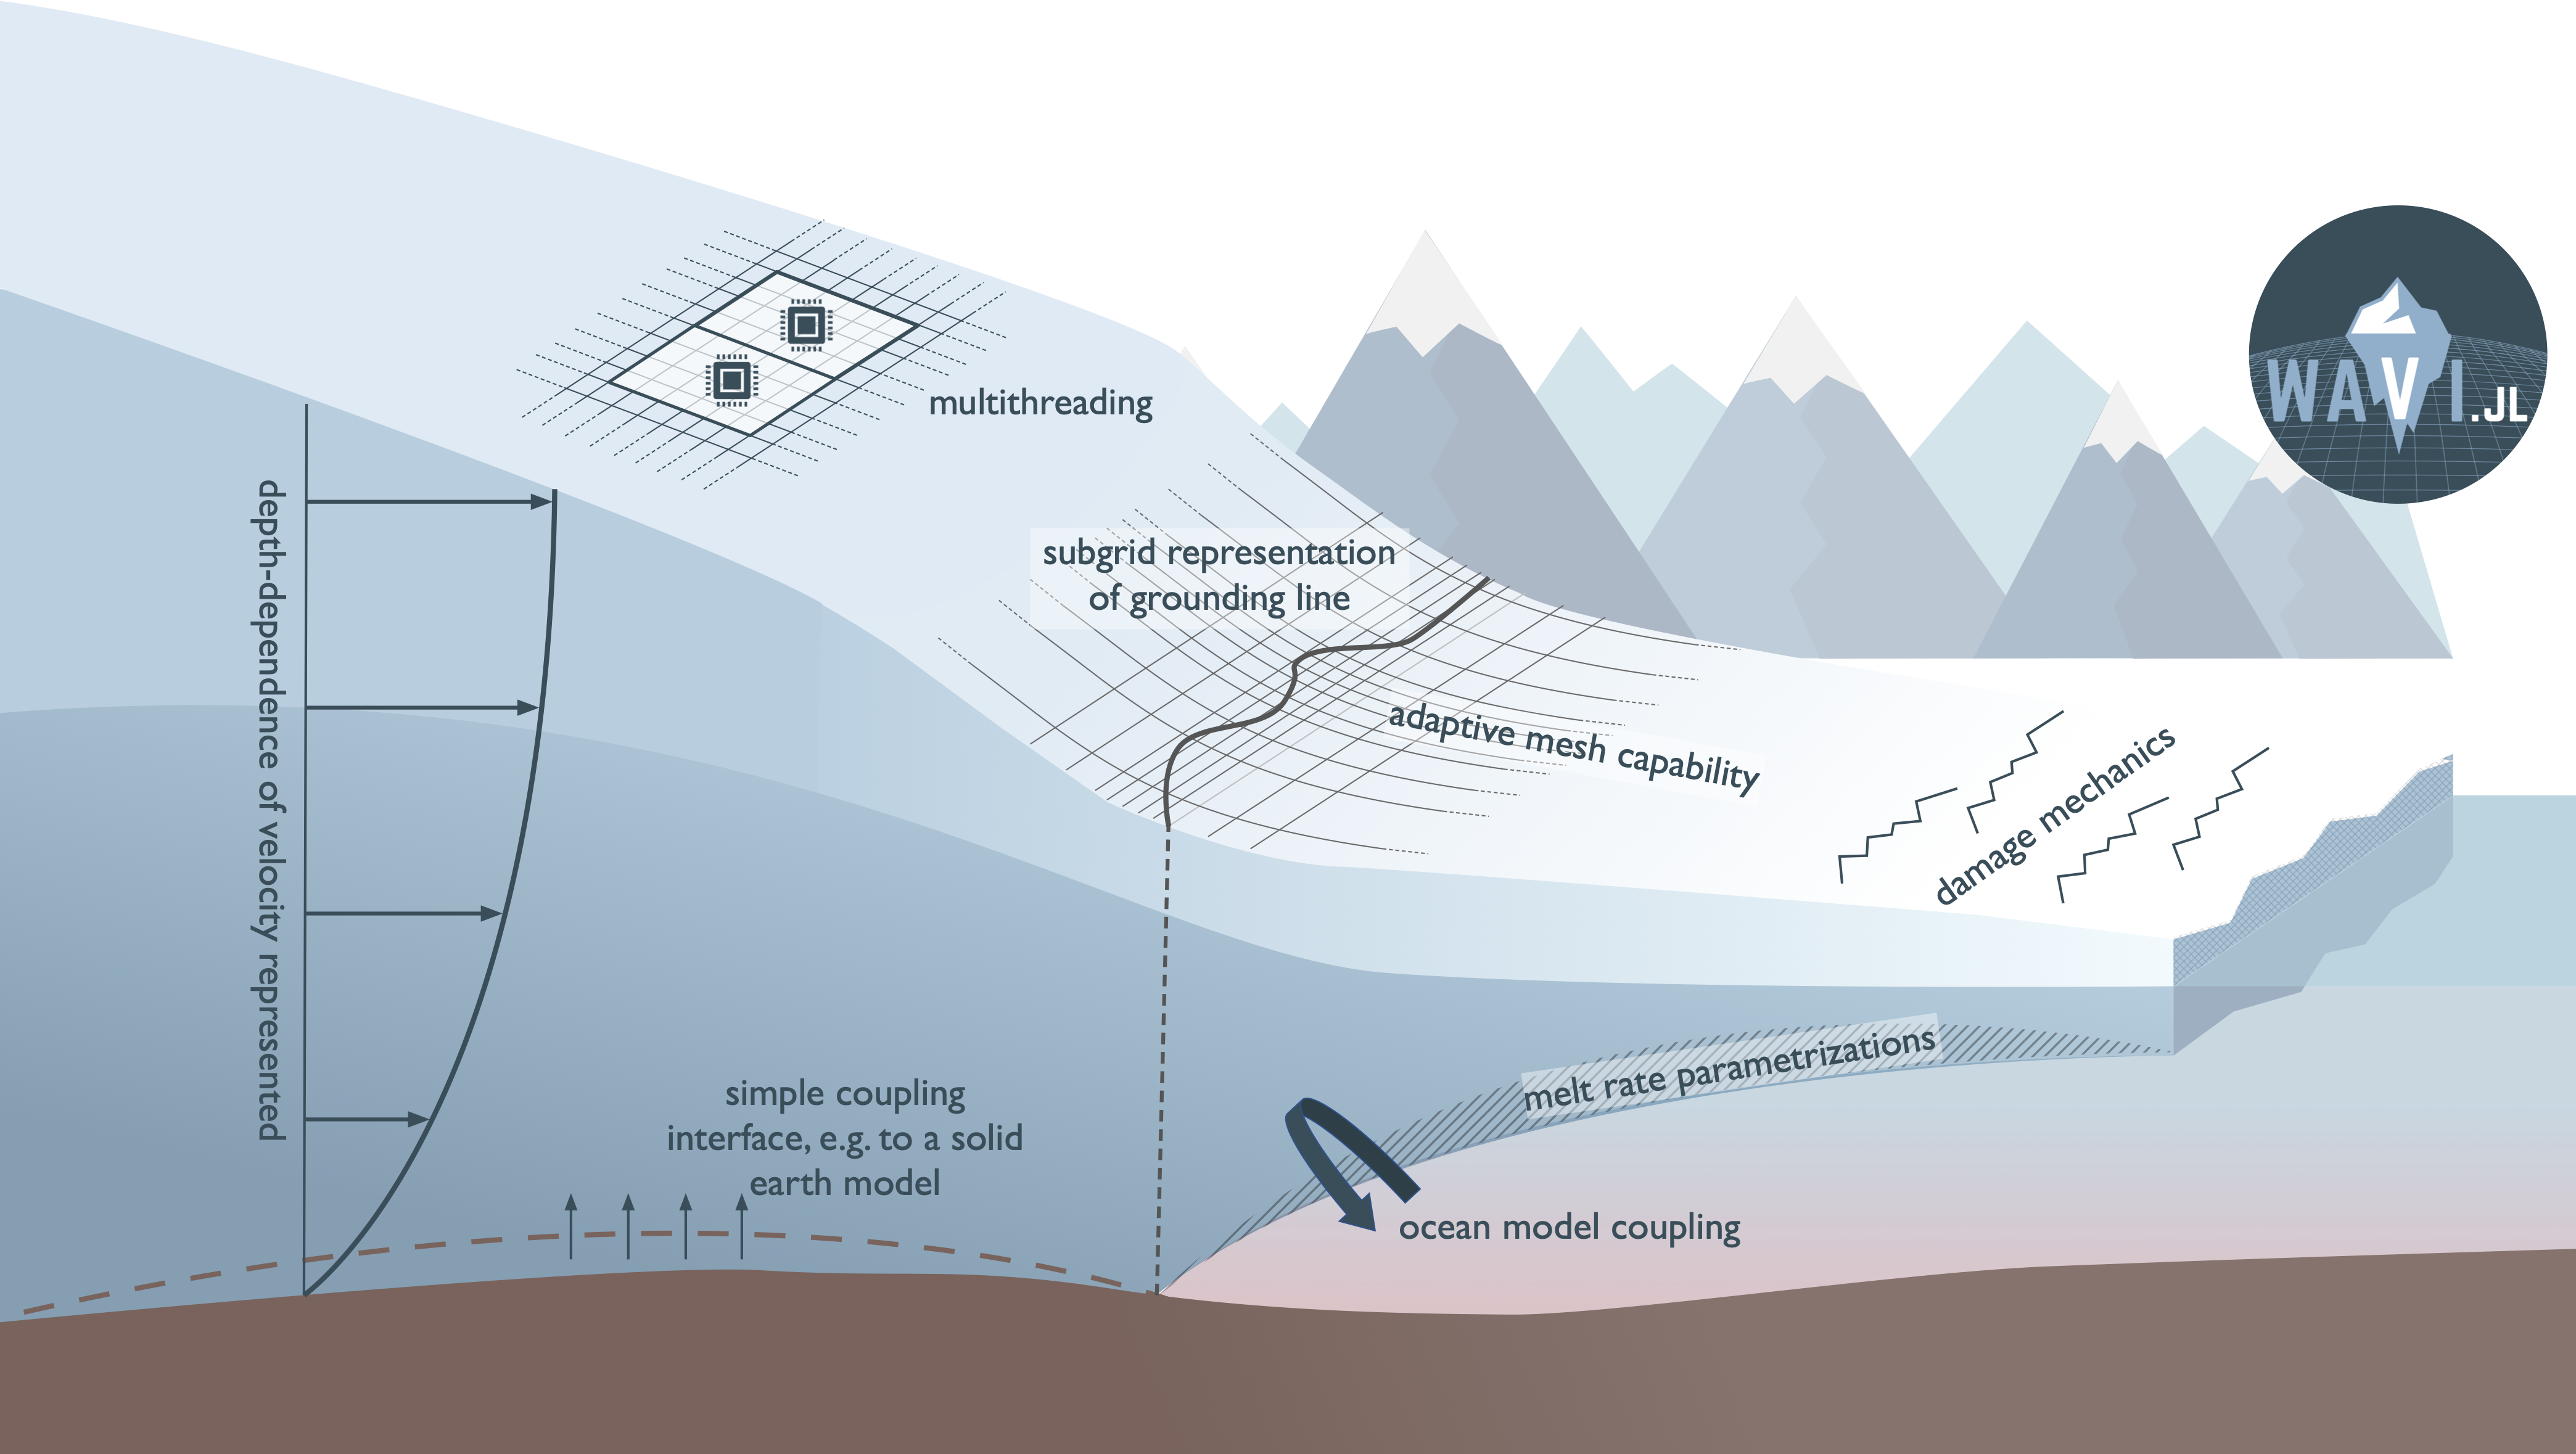 multithreading
WAVI.JL
depth-dependence of velocity represented
subgrid representation
of grounding line
adaptive mesh capability
damage mechanics
melt rate parametrizations
simple coupling
interface, e.g. to a solid
earth model
ocean model coupling